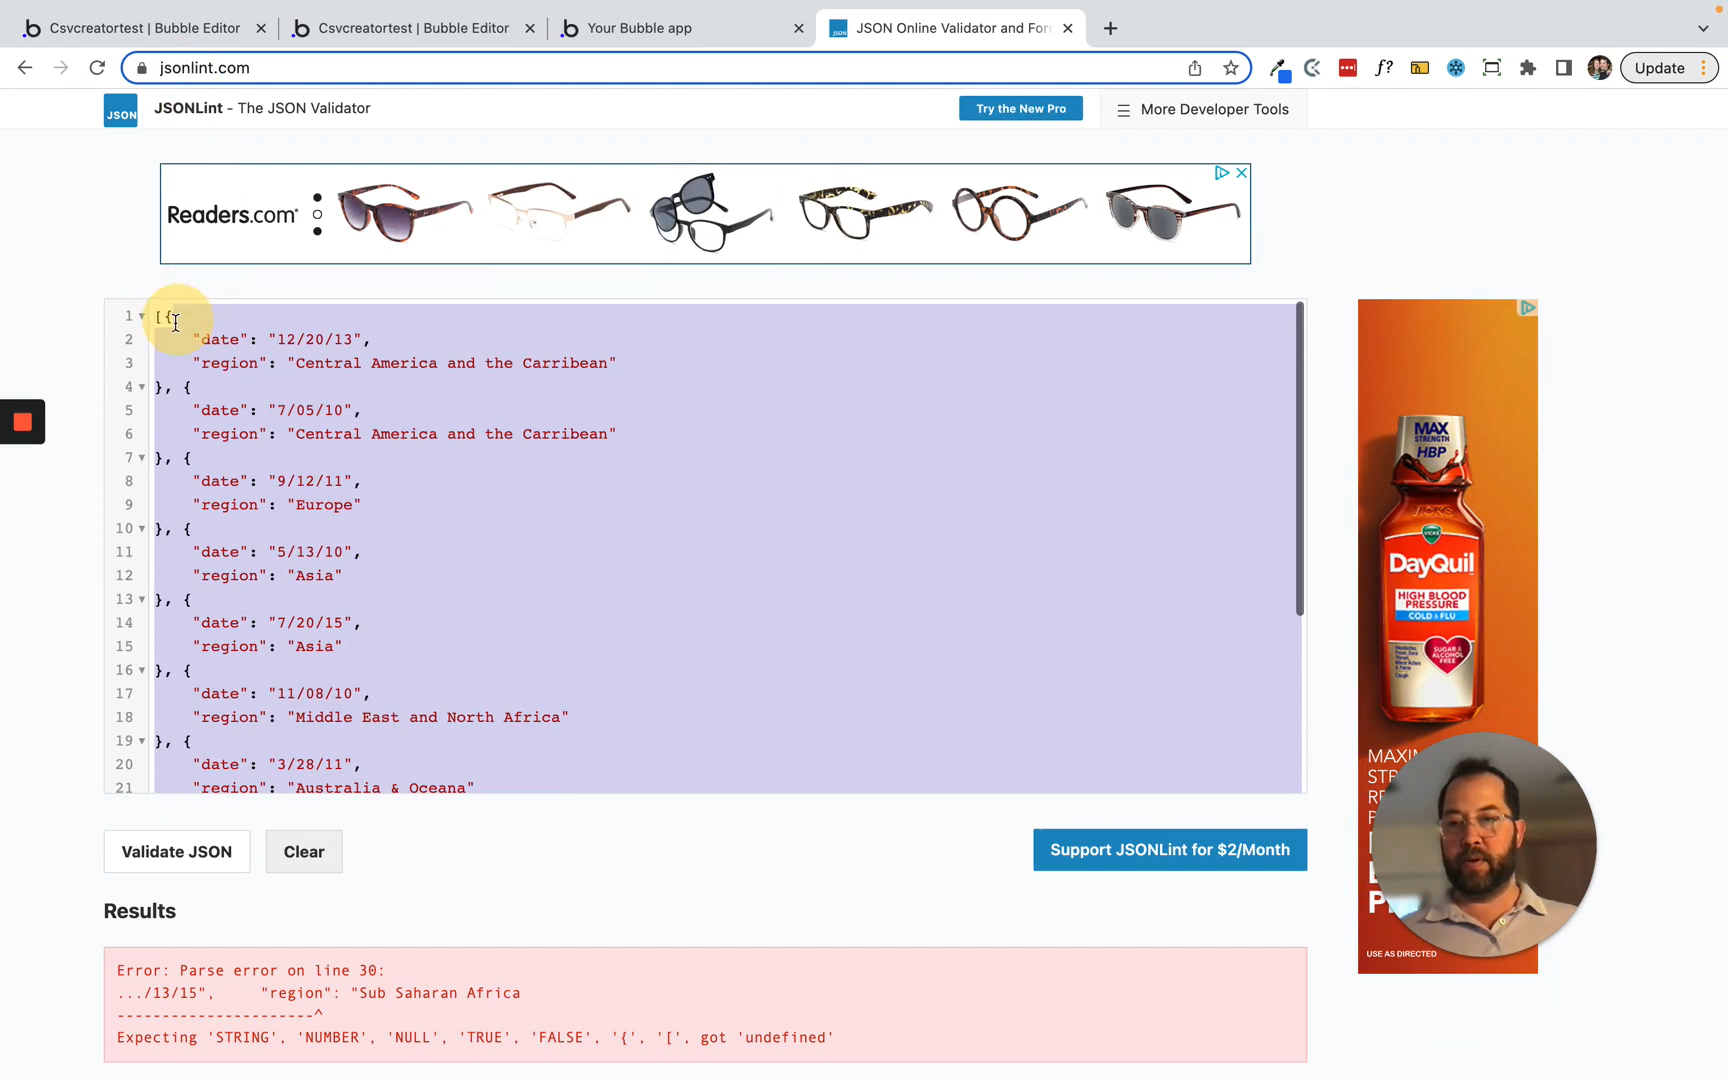 Csvcreatortest | Bubble Editor
Csvcreatortest | Bubble Editor
Your Bubble app
JSON Online Validator and For
jsonlint.com
f?
Update
JSON
JSONLint - The JSON Validator
Try the New Pro
More Developer Tools
Readers.com®
1 [{
2 "date": "12/20/13",
3 "region": "Central America and the Carribean"
4 }, {
5 "date": "7/05/10",
6 "region": "Central America and the Carribean"
7 }, {
8 "date": "9/12/11",
9 "region": "Europe"
10 }, {
11 "date": "5/13/10",
12 "region": "Asia"
13 }, {
14 "date": "7/20/15",
15 "region": "Asia"
16 }, {
17 "date": "11/08/10",
18 "region": "Middle East and North Africa"
19 }, {
20 "date": "3/28/11",
21 "region": "Australia & Oceana"
MAX
STRENGTH
HBP
VICKS
DayQuil
HIGH BLOOD
PRESSURE
COLD & FLU
SUGAR &
ALCOHOL
FREE
USE AS DIRECTED
Validate JSON
Clear
Support JSONLint for $2/Month
Results
Error: Parse error on line 30:
.../13/15", "region": "Sub Saharan Africa
----------------------^
Expecting 'STRING', 'NUMBER', 'NULL', 'TRUE', 'FALSE', '{', '[', got 'undefined'